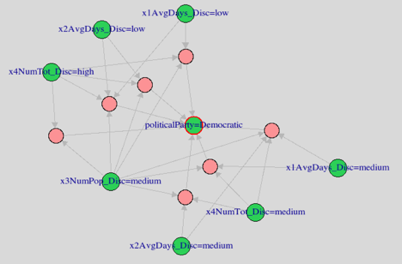 x1AvgDays_Disc=low
x2AvgDays_Disc=low
x4NumTot_Disc=high
politicalParty=Democratic
x1AvgDays_Disc=medium
x3NumPop_Disc=medium
x4NumTot_Disc=medium
x2AvgDays_Disc=medium